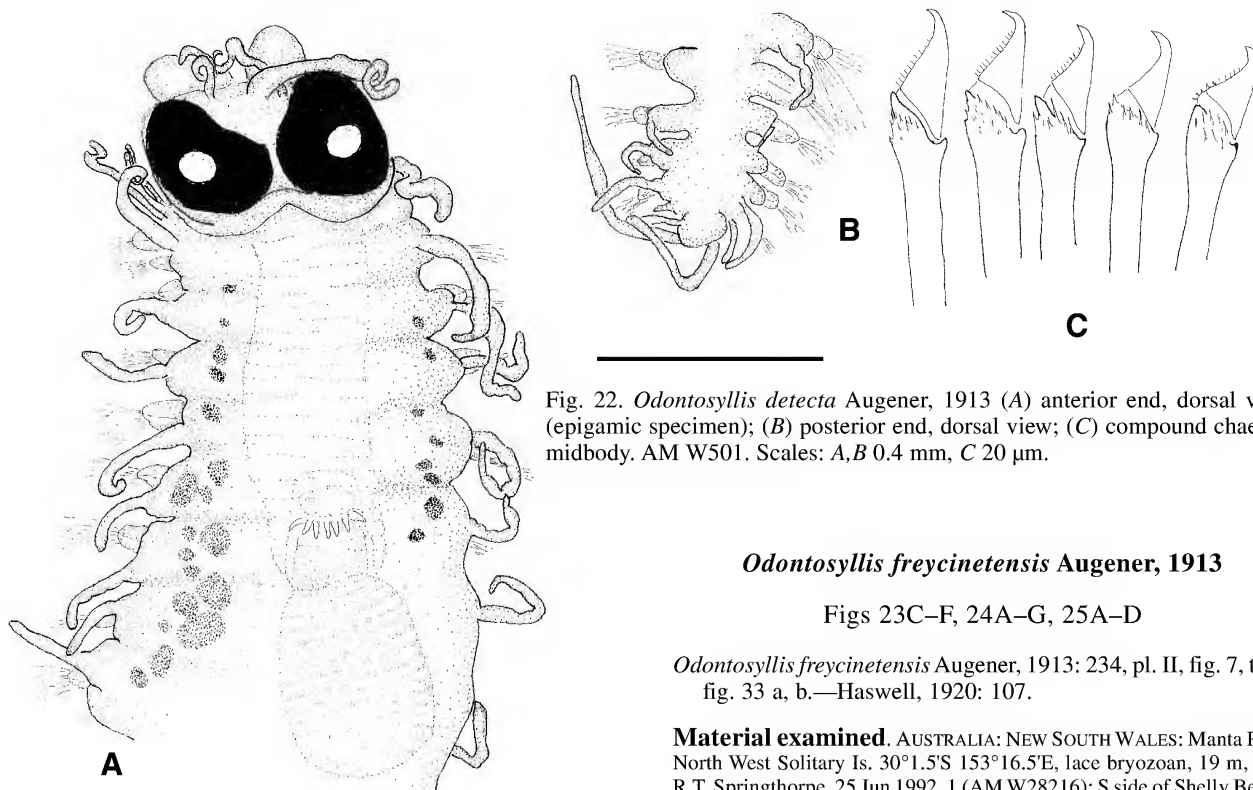 A
B
C
Fig. 22. Odontosyllis detecta Augener, 1913 (A) anterior end, dorsal
(epigamic specimen); (B) posterior end, dorsal view; (C) compound
midbody. AM W501. Scales: A,B 0.4 mm, C 20 µm.
Odontosyllis freycinetensis Augener, 1913
Figs 23C–F, 24A–G, 25A–D
Odontosyllis freycinetensis Augener, 1913: 234, pl. II, fig. 7,
fig. 33 a, b.—Haswell, 1920: 107.
Material examined. AUSTRALIA: NEW SOUTH WALES: Manta
North West Solitary Is. 30°1.5'S 153°16.5'E, lace bryozoan, 19 m,
R.T. Springthorpe, 25 Jun 1992, 1 (AM W28216); S side of Shelly